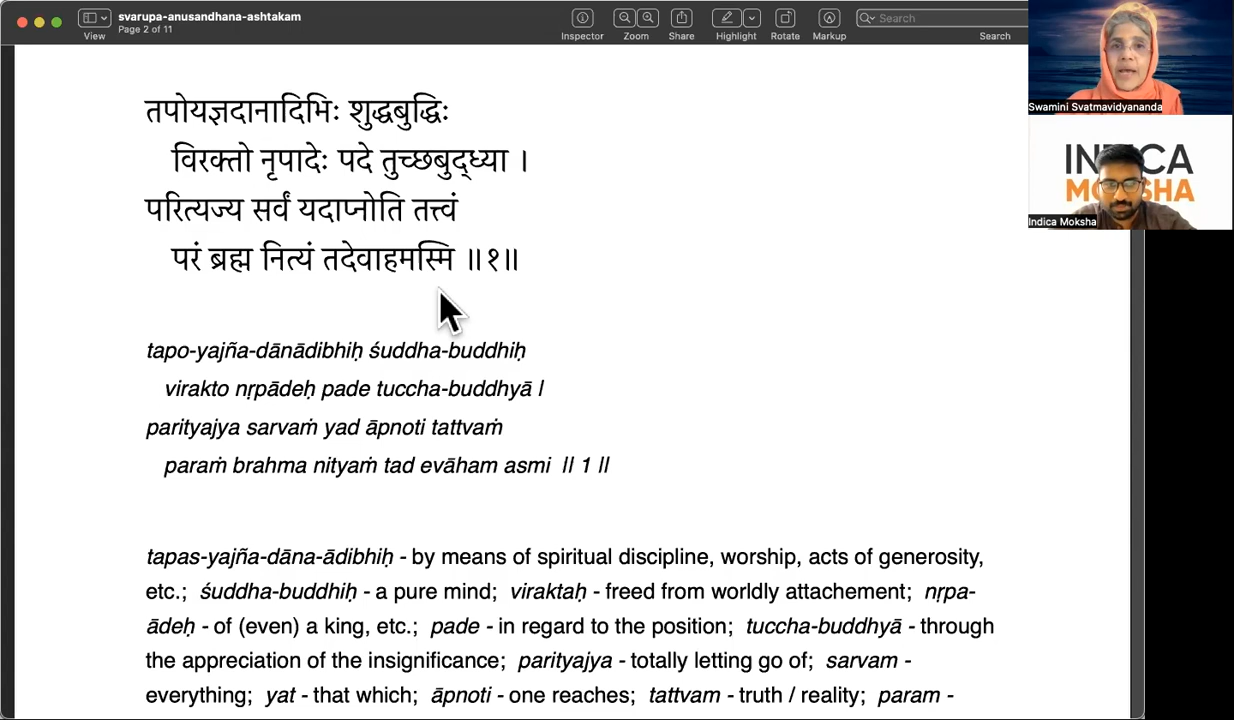 svarupa-anusandhana-ashtakam
Page 2 of 11
View
Inspector
Zoom
Share
Highlight
Rotate
Markup
Search
Search
Swamini Svatmavidyananda
INDICA
MOKSHA
Indica Moksha
तपोयज्ञदानादिभिः शुद्धबुद्धिः
विरक्तो नृपादेः पदे तुच्छबुद्ध्या ।
परित्यज्य सर्वं यदाप्नोति तत्त्वं
परं ब्रह्म नित्यं तदेवाहमस्मि ॥१॥
tapo-yajña-dānādibhiḥ śuddha-buddhiḥ
virakto nṛpādeḥ pade tuccha-buddhyā ।
parityajya sarvaṁ yad āpnoti tattvaṁ
paraṁ brahma nityaṁ tad evāham asmi ॥ 1 ॥
tapas-yajña-dāna-ādibhiḥ - by means of spiritual discipline, worship, acts of generosity,
etc.; śuddha-buddhiḥ - a pure mind; viraktaḥ - freed from worldly attachement; nṛpa-
ādeḥ - of (even) a king, etc.; pade - in regard to the position; tuccha-buddhyā - through
the appreciation of the insignificance; parityajya - totally letting go of; sarvam -
everything; yat - that which; āpnoti - one reaches; tattvam - truth / reality; param -